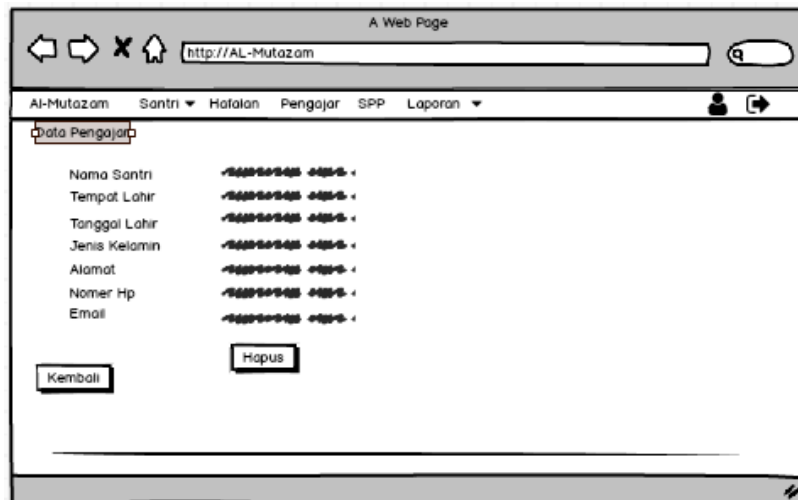 A Web Page
http://AL-Mutazam
Al-Mutazam Santri Hafalan Pengajar SPP Laporan
Data Pengajar
Nama Santri
Tempat Lahir
Tanggal Lahir
Jenis Kelamin
Alamat
Nomer Hp
Email
Hapus
Kembali